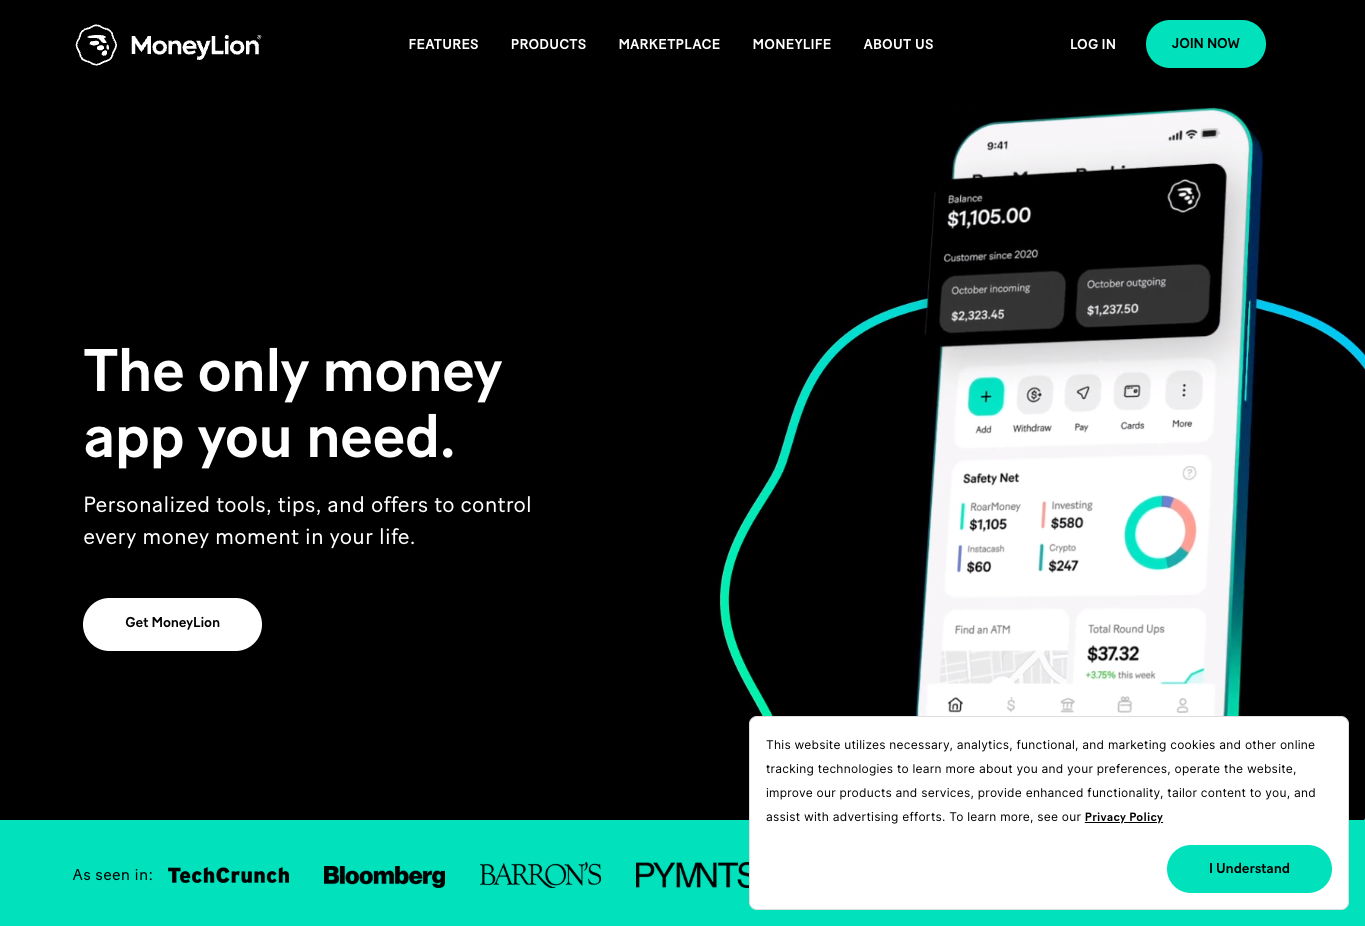 MoneyLion®
FEATURES
PRODUCTS
MARKETPLACE
MONEYLIFE
ABOUT US
LOG IN
JOIN NOW
The only money
app you need.
Personalized tools, tips, and offers to control
every money moment in your life.
Get MoneyLion
9:41
Balance
$1,105.00
Customer since 2020
October incoming
$2,323.45
October outgoing
$1,237.50
Add
Withdraw
Pay
Cards
More
Safety Net
RoarMoney
$1,105
Investing
$580
Instacash
$60
Crypto
$247
Find an ATM
Total Round Ups
$37.32
+3.75% this week
This website utilizes necessary, analytics, functional, and marketing cookies and other online
tracking technologies to learn more about you and your preferences, operate the website,
improve our products and services, provide enhanced functionality, tailor content to you, and
assist with advertising efforts. To learn more, see our Privacy Policy
I Understand
As seen in:
TechCrunch
Bloomberg
BARRON'S
PYMNTS